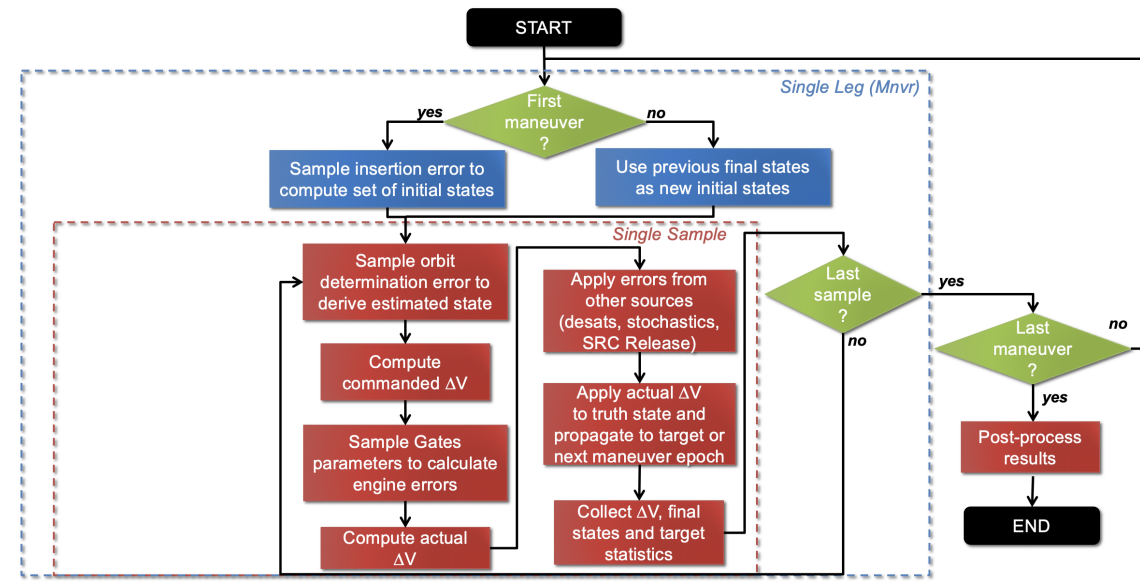 START
Single Leg (Mnvr)
First
maneuver
?
yes
no
Sample insertion error to
compute set of initial states
Use previous final states
as new initial states
Single Sample
Sample orbit
determination error to
derive estimated state
Compute
commanded ΔV
Sample Gates
parameters to calculate
engine errors
Compute actual
ΔV
Apply errors from
other sources
(desats, stochastics,
SRC Release)
Apply actual ΔV
to truth state and
propagate to target or
next maneuver epoch
Collect ΔV, final
states and target
statistics
Last
sample
?
yes
no
Last
maneuver
?
no
yes
Post-process
results
END